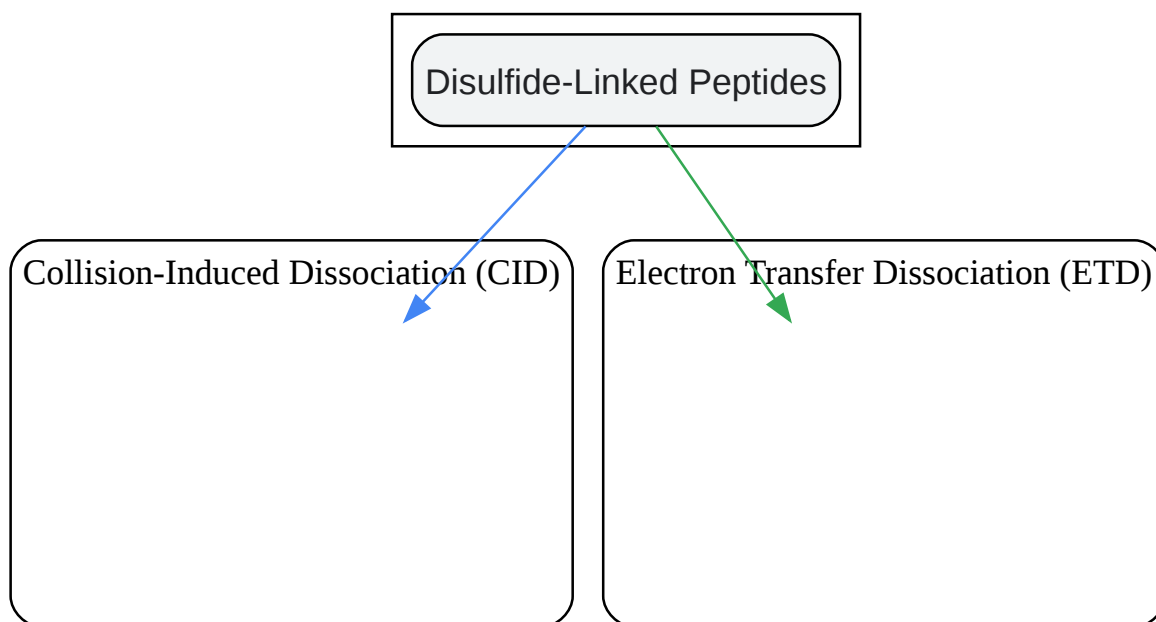 Disulfide-Linked Peptides
Collision-Induced Dissociation (CID)
Electron Transfer Dissociation (ETD)